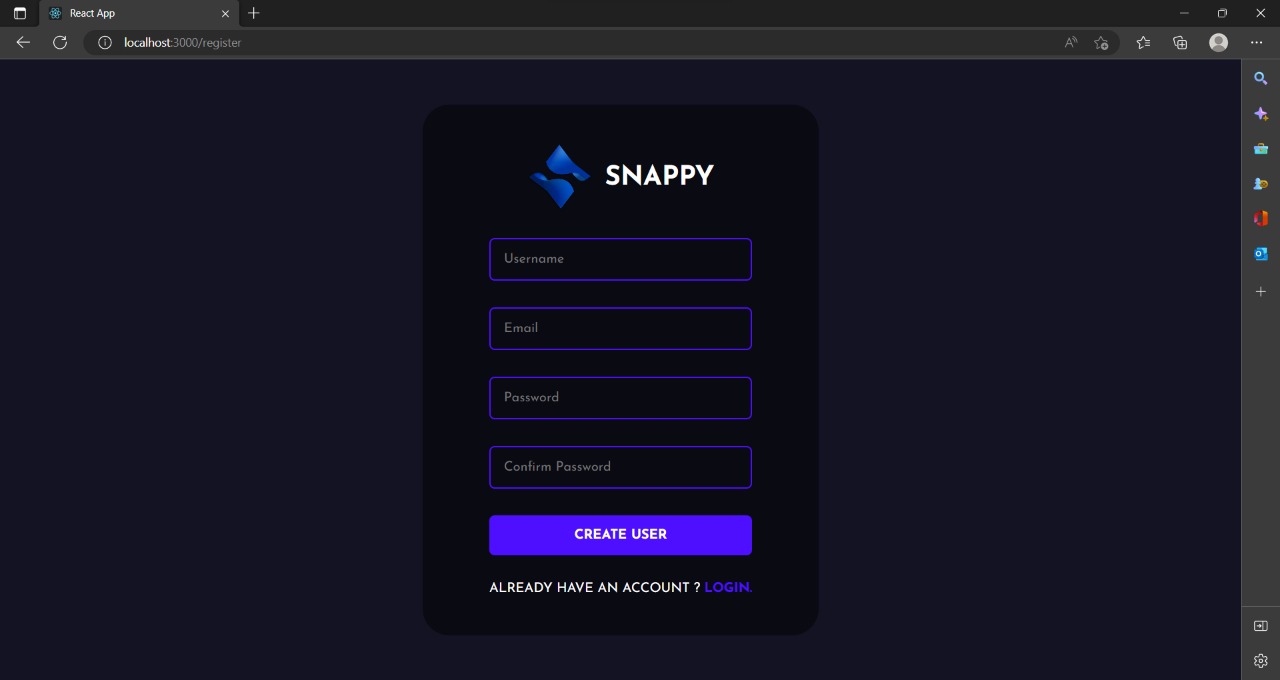 React App
localhost:3000/register
SNAPPY
Username
Email
Password
Confirm Password
CREATE USER
ALREADY HAVE AN ACCOUNT ? LOGIN.